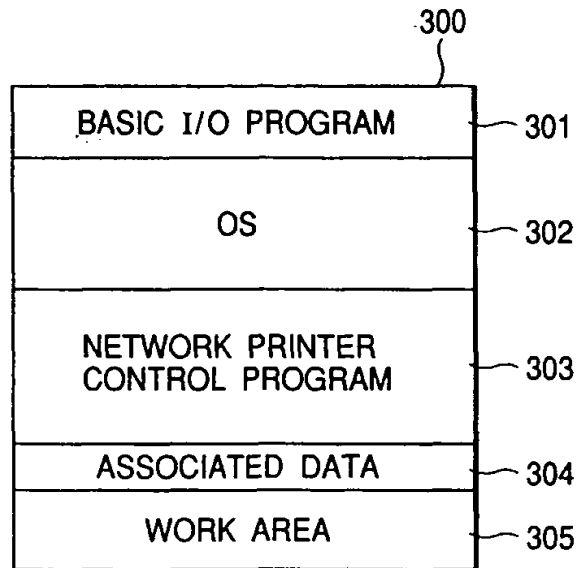 300
BASIC I/O PROGRAM 301
OS 302
NETWORK PRINTER
CONTROL PROGRAM 303
ASSOCIATED DATA 304
WORK AREA 305